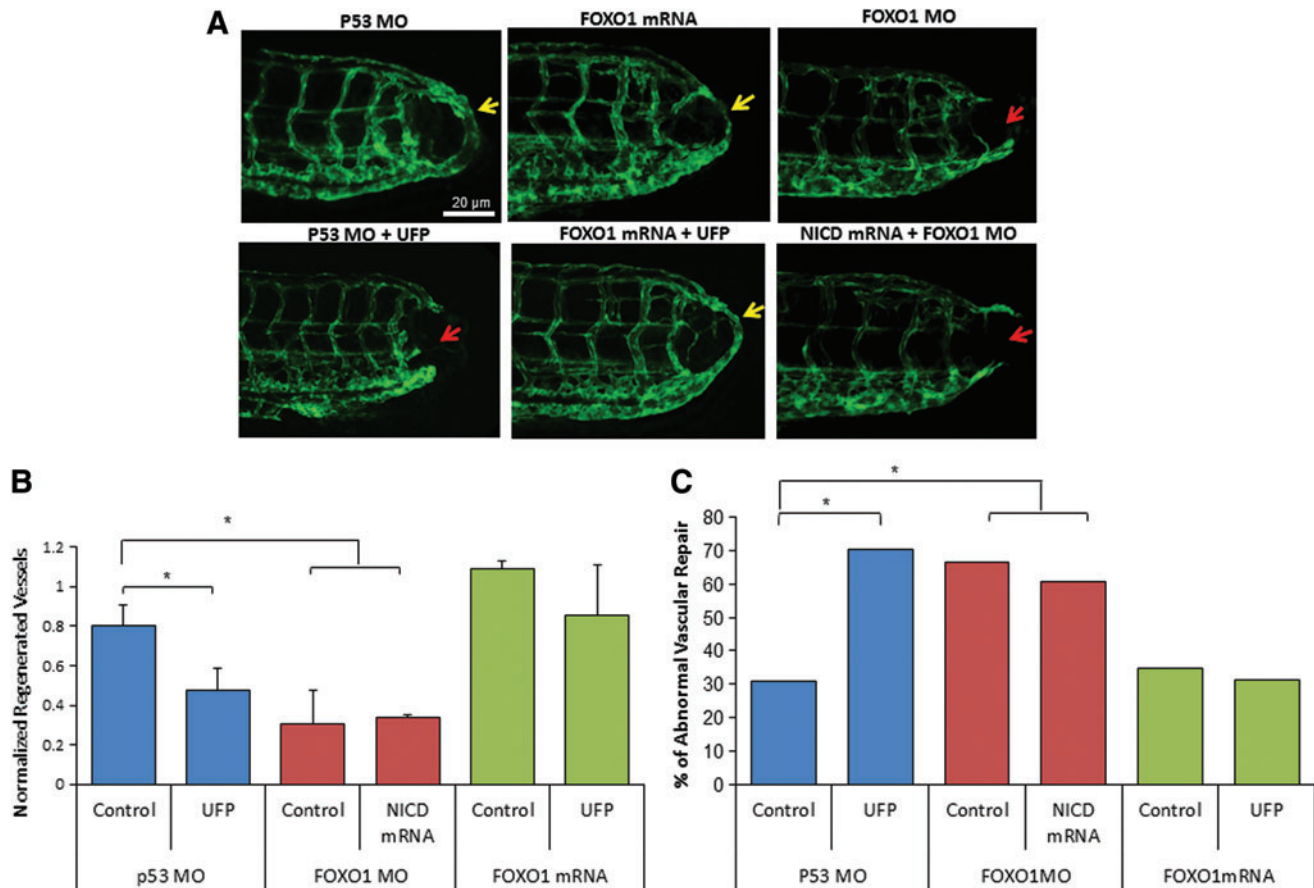 A
P53 MO
FOXO1 mRNA
FOXO1 MO
20 µm
P53 MO + UFP
FOXO1 mRNA + UFP
NICD mRNA + FOXO1 MO
B
Normalized Regenerated Vessels
1.2
1
0.8
0.6
0.4
0.2
0
*
*
Control
UFP
Control
NICD
mRNA
Control
UFP
p53 MO
FOXO1 MO
FOXO1 mRNA
C
% of Abnormal Vascular Repair
80
70
60
50
40
30
20
10
0
*
*
Control
UFP
Control
NICD
mRNA
Control
UFP
P53 MO
FOXO1MO
FOXO1mRNA